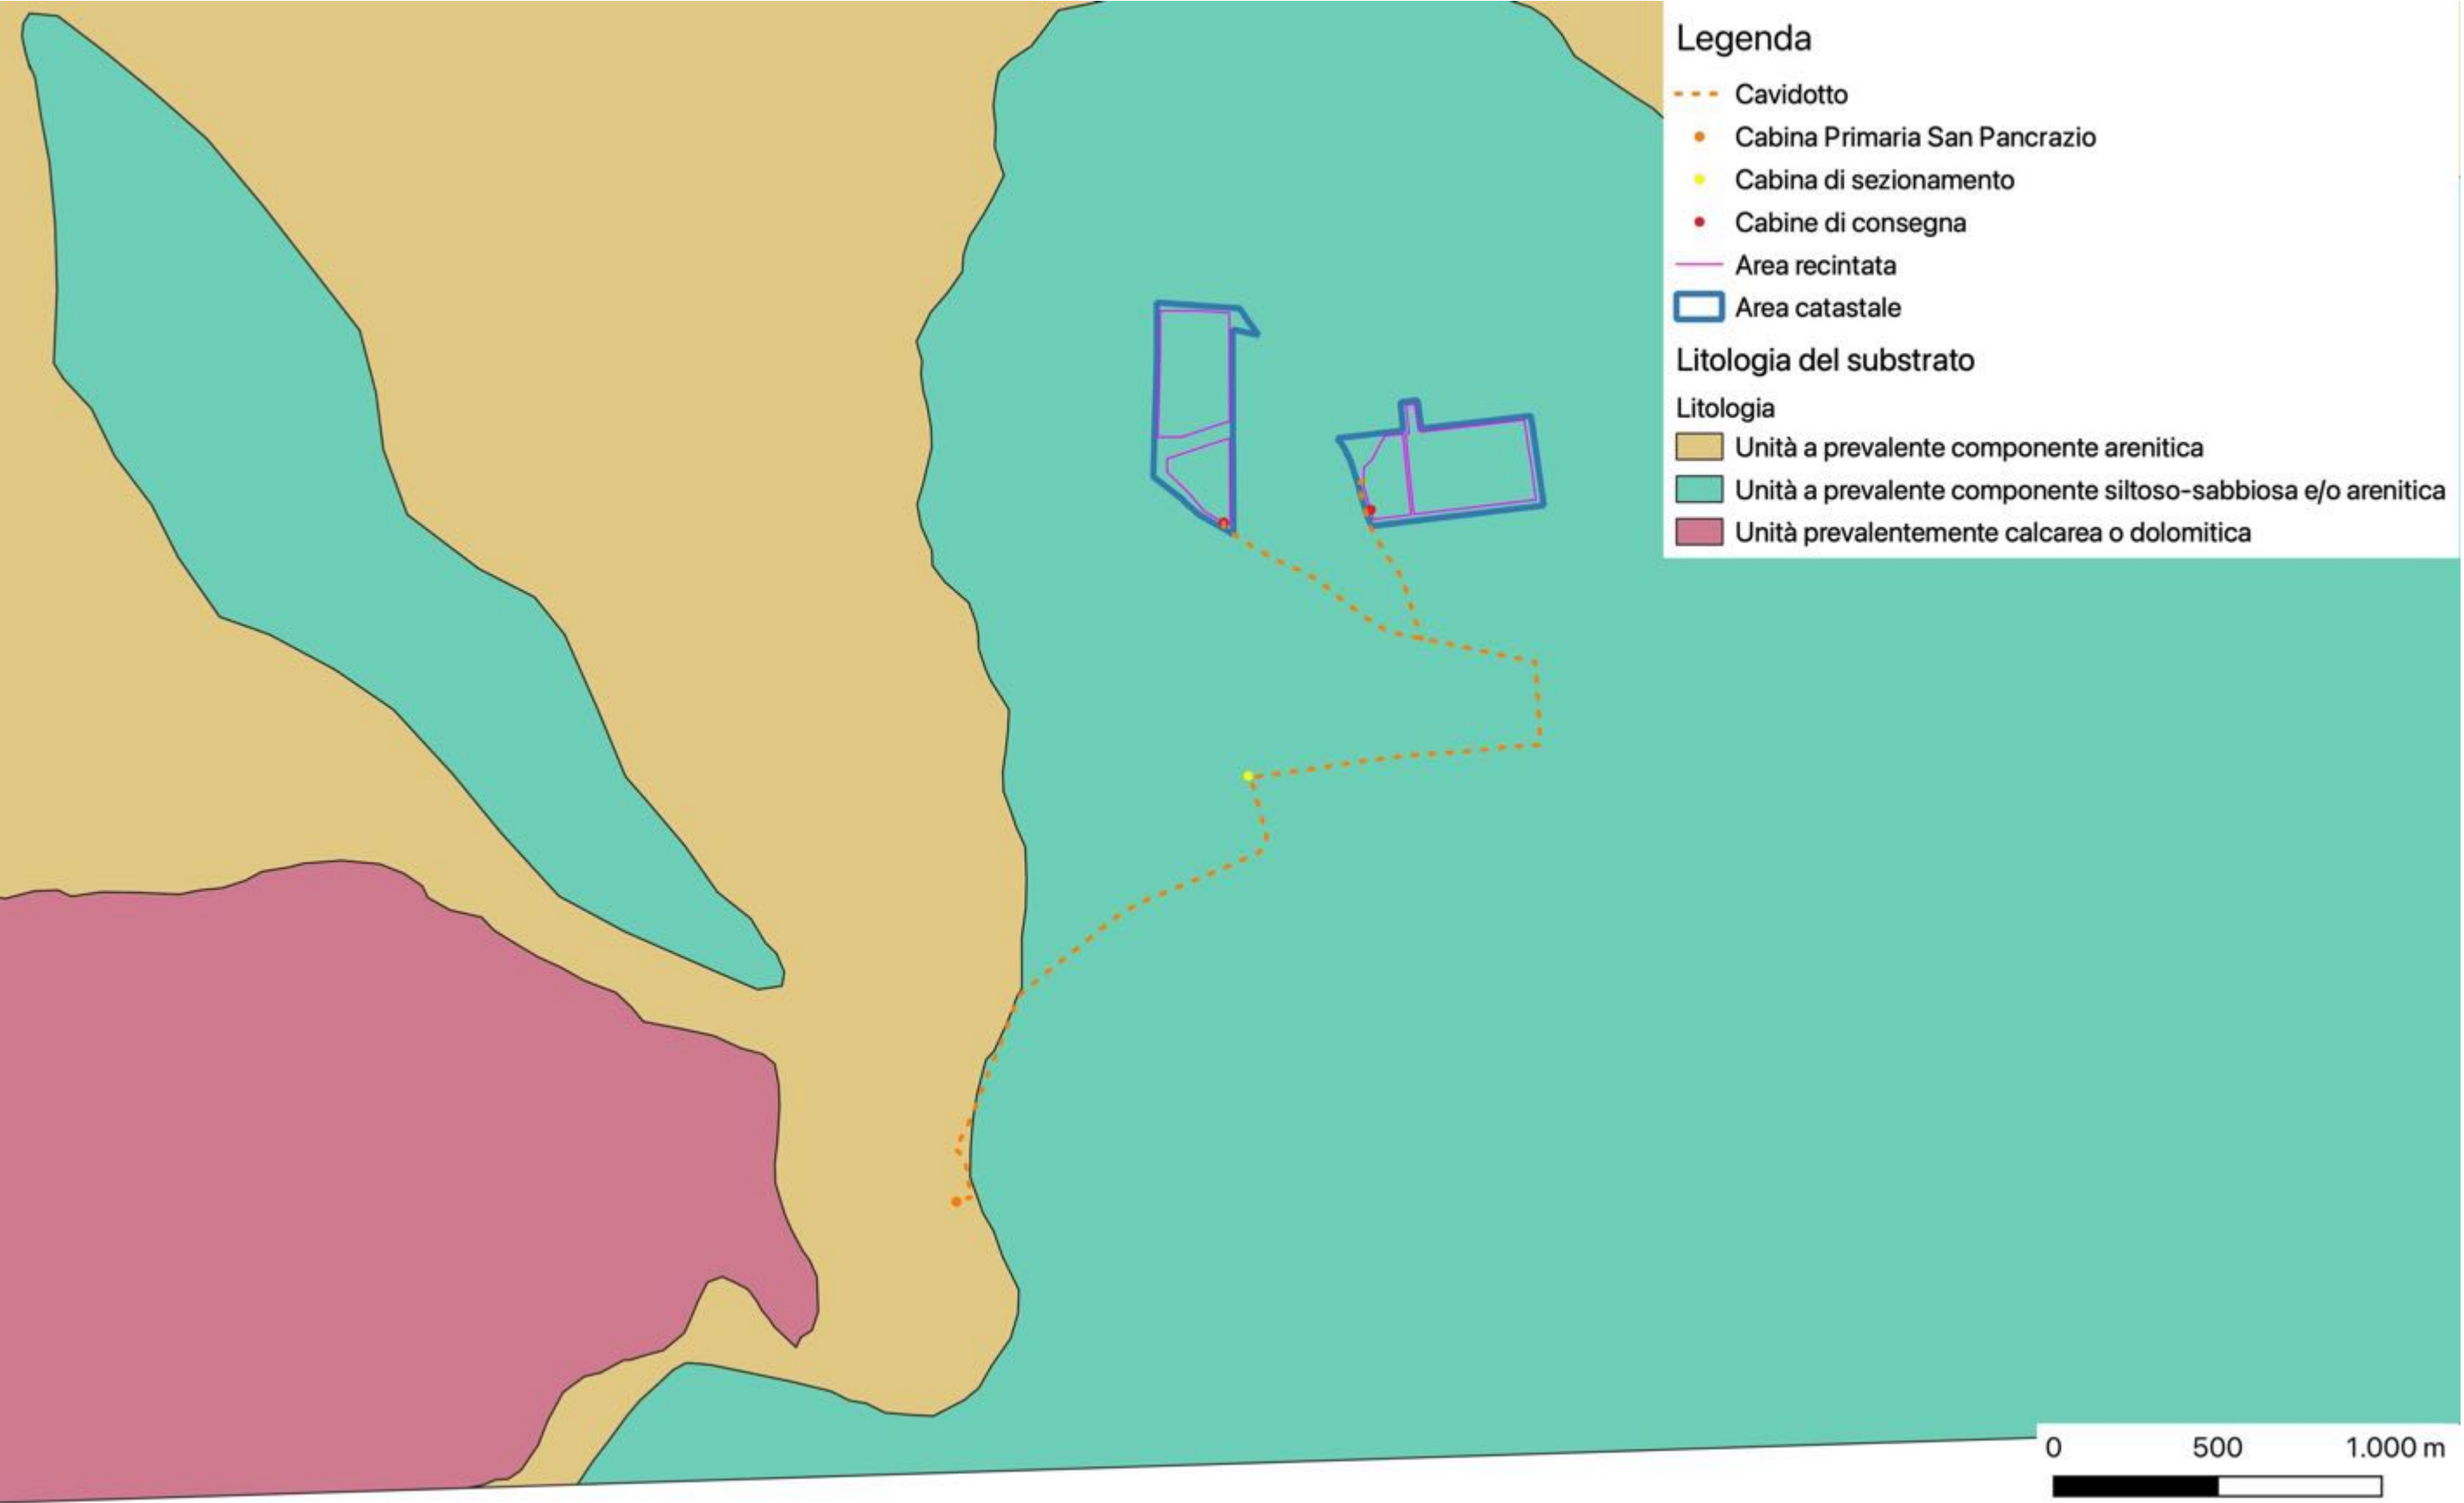 Legenda
Cavidotto
Cabina Primaria San Pancrazio
Cabina di sezionamento
Cabine di consegna
Area recintata
Area catastale
Litologia del substrato
Litologia
Unità a prevalente componente arenitica
Unità a prevalente componente siltoso-sabbiosa e/o arenitica
Unità prevalentemente calcarea o dolomitica
0 500 1.000 m